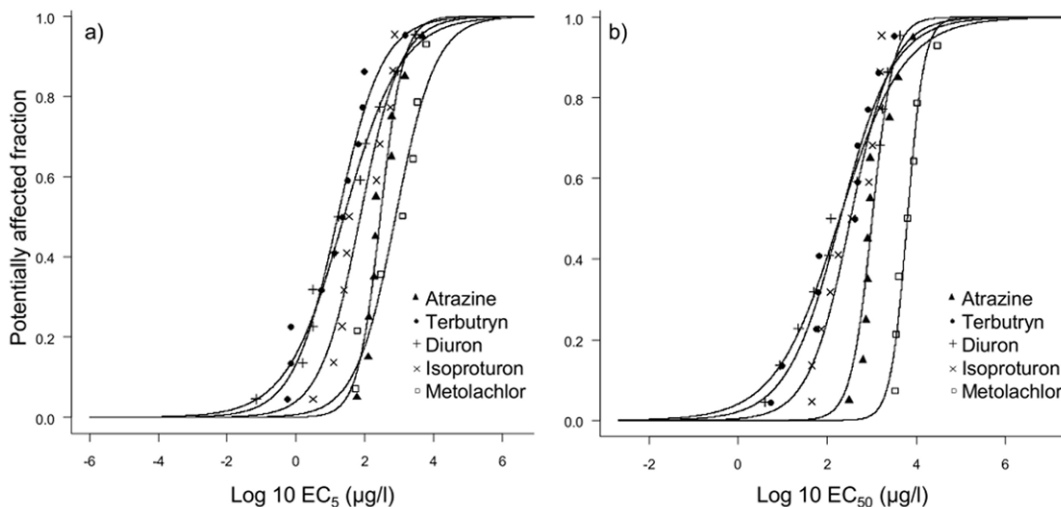 a)
Potentially affected fraction
1.0
0.8
0.6
0.4
0.2
0.0
-6
-4
-2
0
2
4
6
Log 10 EC₅ (µg/l)
Atrazine
Terbutryn
Diuron
Isoproturon
Metolachlor
b)
1.0
0.8
0.6
0.4
0.2
0.0
-2
0
2
4
6
Log 10 EC₅₀ (µg/l)
Atrazine
Terbutryn
Diuron
Isoproturon
Metolachlor